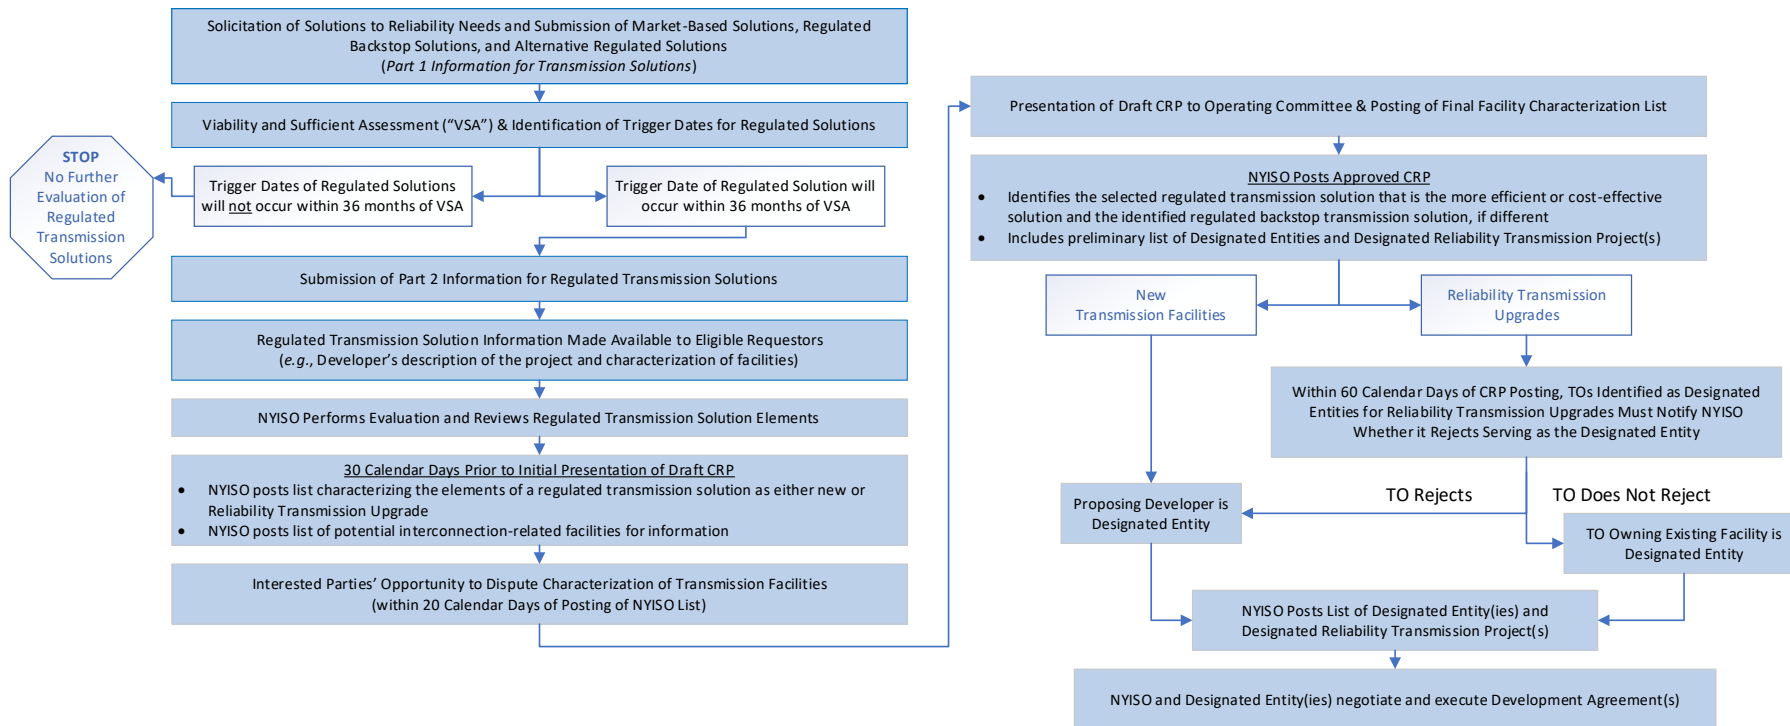 Solicitation of Solutions to Reliability Needs and Submission of Market-Based Solutions, Regulated
Backstop Solutions, and Alternative Regulated Solutions
(Part 1 Information for Transmission Solutions)
Viability and Sufficient Assessment (“VSA”) & Identification of Trigger Dates for Regulated Solutions
STOP
No Further
Evaluation of
Regulated
Transmission
Solutions
Trigger Dates of Regulated Solutions
will not occur within 36 months of VSA
Trigger Date of Regulated Solution will
occur within 36 months of VSA
Submission of Part 2 Information for Regulated Transmission Solutions
Regulated Transmission Solution Information Made Available to Eligible Requestors
(e.g., Developer’s description of the project and characterization of facilities)
NYISO Performs Evaluation and Reviews Regulated Transmission Solution Elements
30 Calendar Days Prior to Initial Presentation of Draft CRP
• NYISO posts list characterizing the elements of a regulated transmission solution as either new or
Reliability Transmission Upgrade
• NYISO posts list of potential interconnection-related facilities for information
Interested Parties’ Opportunity to Dispute Characterization of Transmission Facilities
(within 20 Calendar Days of Posting of NYISO List)
Presentation of Draft CRP to Operating Committee & Posting of Final Facility Characterization List
NYISO Posts Approved CRP
• Identifies the selected regulated transmission solution that is the more efficient or cost-effective
solution and the identified regulated backstop transmission solution, if different
• Includes preliminary list of Designated Entities and Designated Reliability Transmission Project(s)
New
Transmission Facilities
Reliability Transmission
Upgrades
Within 60 Calendar Days of CRP Posting, TOs Identified as Designated
Entities for Reliability Transmission Upgrades Must Notify NYISO
Whether it Rejects Serving as the Designated Entity
TO Rejects
TO Does Not Reject
Proposing Developer is
Designated Entity
TO Owning Existing Facility is
Designated Entity
NYISO Posts List of Designated Entity(ies) and
Designated Reliability Transmission Project(s)
NYISO and Designated Entity(ies) negotiate and execute Development Agreement(s)